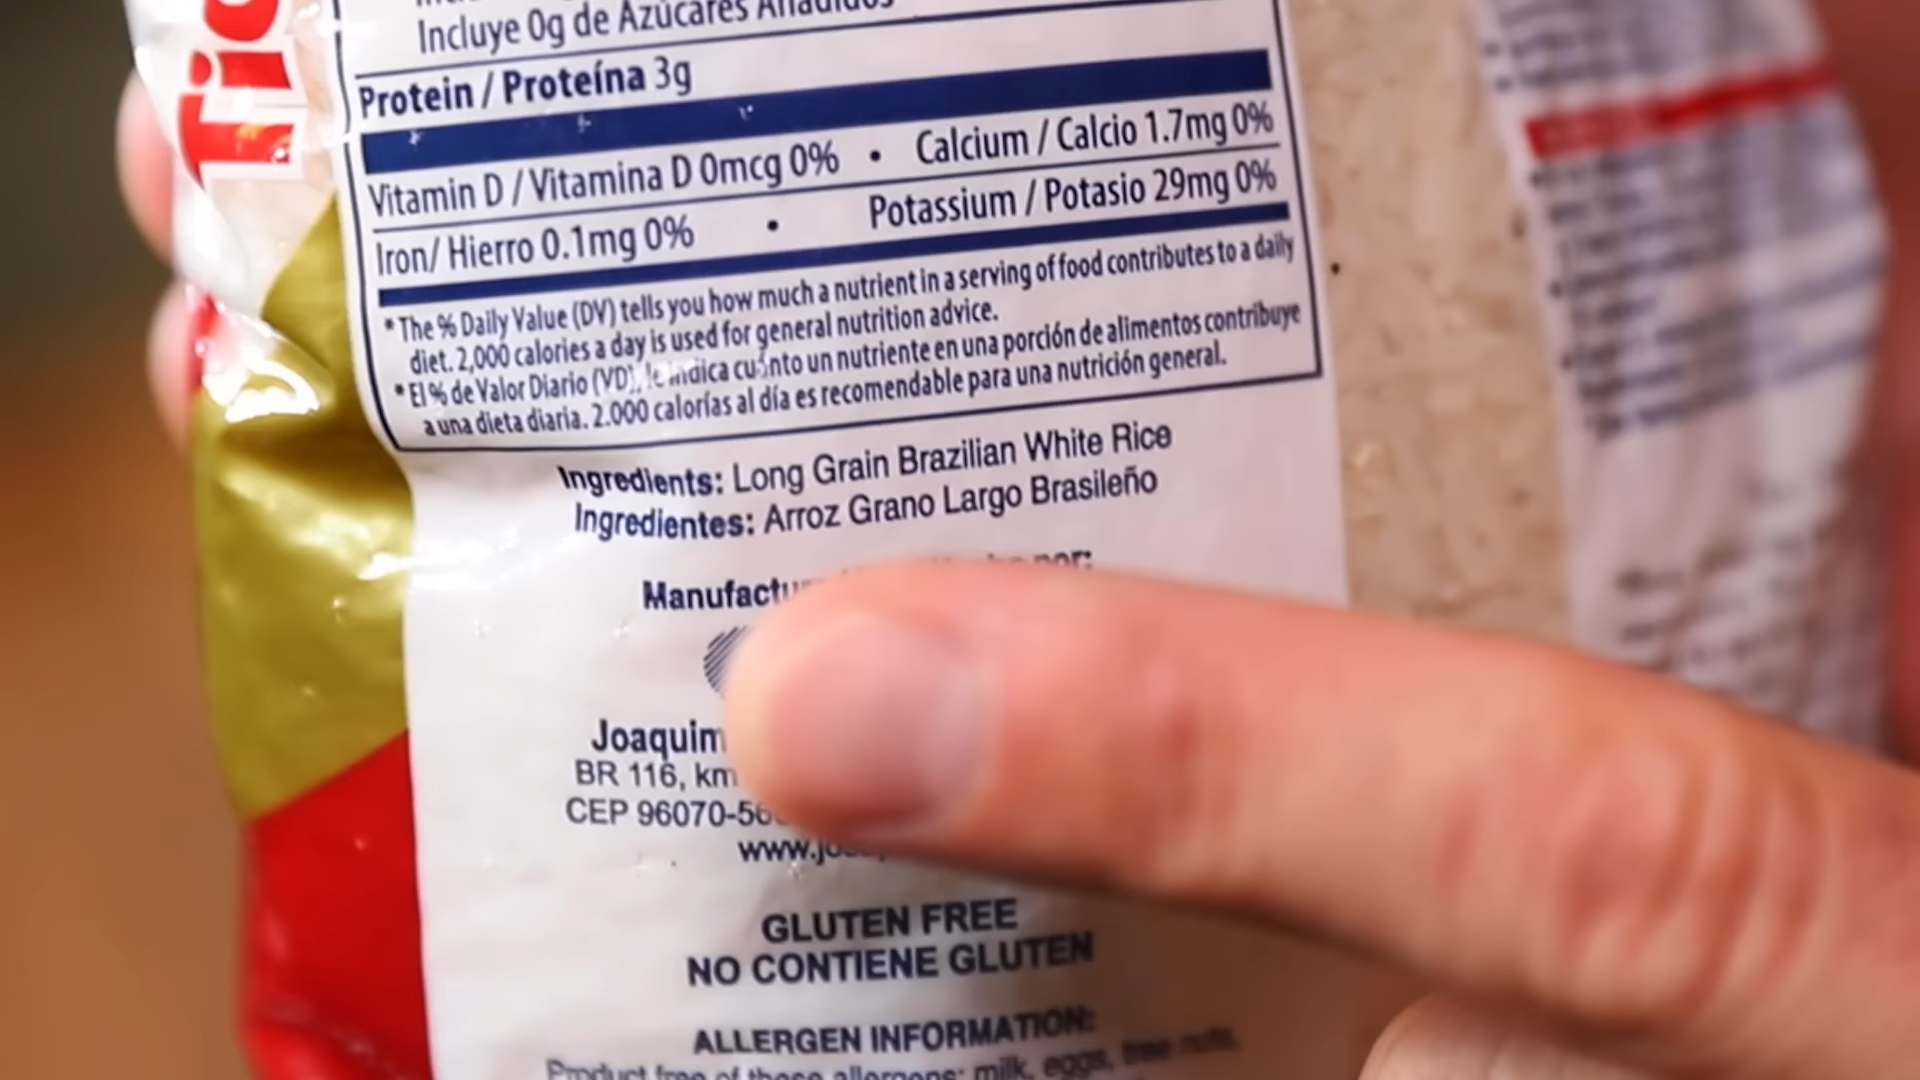 Tio
Incluye 0g de Azúcares Añadidos
Protein / Proteína 3g
Vitamin D / Vitamina D 0mcg 0% • Calcium / Calcio 1.7mg 0%
Iron/ Hierro 0.1mg 0% • Potassium / Potasio 29mg 0%
* The % Daily Value (DV) tells you how much a nutrient in a serving of food contributes to a daily
diet. 2,000 calories a day is used for general nutrition advice.
* El % de Valor Diario (VD), le indica cuánto un nutriente en una porción de alimentos contribuye
a una dieta diaria. 2.000 calorías al día es recomendable para una nutrición general.
Ingredients: Long Grain Brazilian White Rice
Ingredientes: Arroz Grano Largo Brasileño
por:
Joaquim
BR 116, km
CEP 96070-56
GLUTEN FREE
NO CONTIENE GLUTEN
ALLERGEN INFORMATION:
Product free of these allergens: milk, eggs, tree nuts,